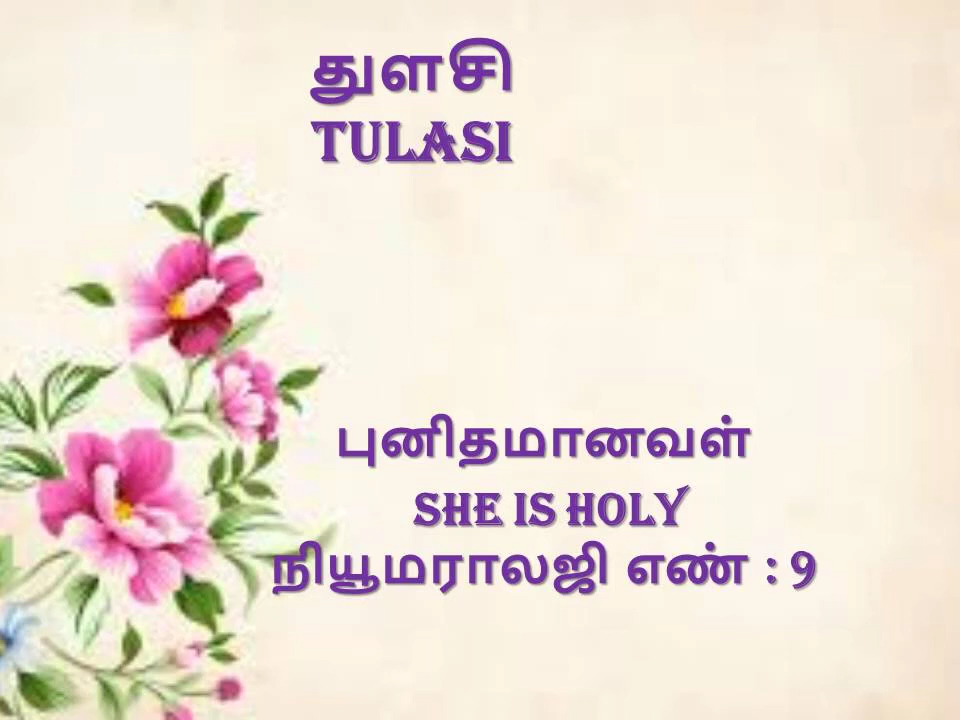 துளசி
TULASI
புனிதமானவள்
SHE IS HOLY
நியூமராலஜி எண் : 9